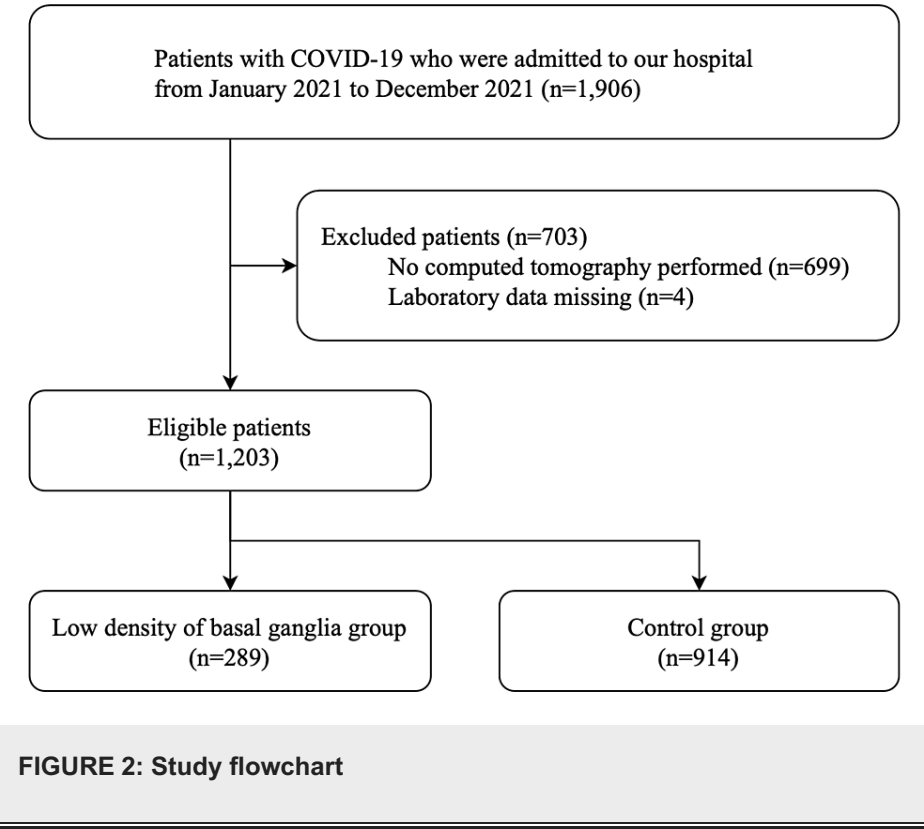 Patients with COVID-19 who were admitted to our hospital
from January 2021 to December 2021 (n=1,906)
Excluded patients (n=703)
No computed tomography performed (n=699)
Laboratory data missing (n=4)
Eligible patients
(n=1,203)
Low density of basal ganglia group
(n=289)
Control group
(n=914)
FIGURE 2: Study flowchart